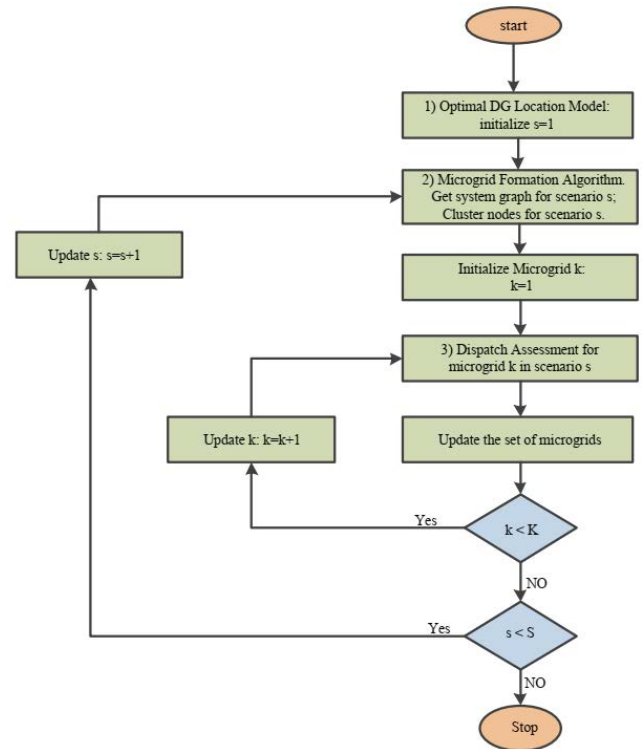 start
1) Optimal DG Location Model:
initialize s=1
2) Microgrid Formation Algorithm.
Get system graph for scenario s;
Cluster nodes for scenario s.
Update s: s=s+1
Initialize Microgrid k:
k=1
3) Dispatch Assessment for
microgrid k in scenario s
Update k: k=k+1
Update the set of microgrids
Yes
k < K
NO
Yes
s < S
NO
Stop